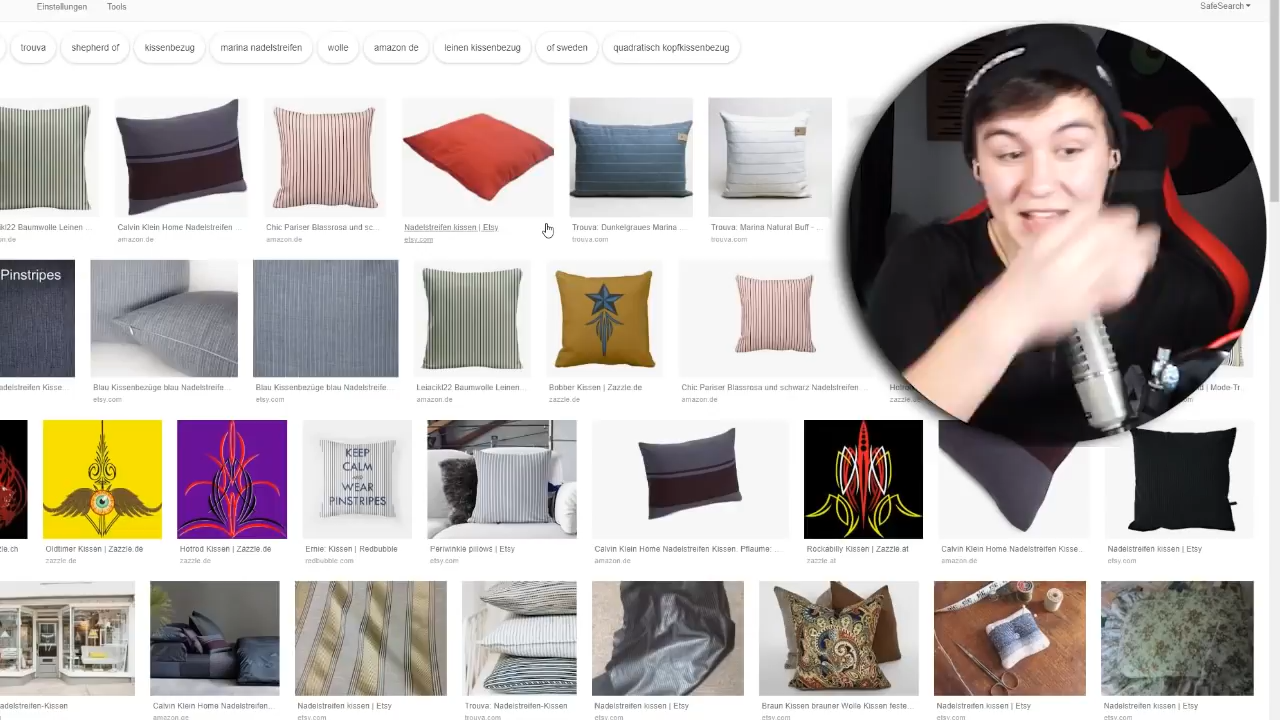 Einstellungen Tools SafeSearch
trouva shepherd of kissenbezug marina nadelstreifen wolle amazon de leinen kissenbezug of sweden quadratisch kopfkissenbezug
Baumwolle Leinen ... Calvin Klein Home Nadelstreifen ... Chic Pariser Blassrosa und sc... Nadelstreifen kissen | Etsy Trouva: Dunkelgraues Marina ... Trouva: Marina Natural Buff - ...
amazon.de amazon.de etsy.com trouva.com trouva.com
Pinstripes
Blau Kissenbezüge blau Nadelstreife... Blau Kissenbezüge blau Nadelstreife... Leiacikl22 Baumwolle Leinen... Bobber Kissen | Zazzle.de Chic Pariser Blassrosa und schwarz Nadelstreifen... | Mode-Tr...
etsy.com etsy.com amazon.de zazzle.de amazon.de zazzle.de
KEEP
CALM
AND
WEAR
PINSTRIPES
Oldtimer Kissen | Zazzle.de Hotrod Kissen | Zazzle.de Ernie: Kissen | Redbubble Periwinkle pillows | Etsy Calvin Klein Home Nadelstreifen Kissen: Pflaume: ... Rockabilly Kissen | Zazzle.at Calvin Klein Home Nadelstreifen Kisse... Nadelstreifen kissen | Etsy
zazzle.de zazzle.de redbubble.com etsy.com amazon.de zazzle.at amazon.de etsy.com
Calvin Klein Home Nadelstreifen... Nadelstreifen kissen | Etsy Trouva: Nadelstreifen-Kissen Nadelstreifen kissen | Etsy Braun Kissen brauner Wolle Kissen feste... Nadelstreifen kissen | Etsy Nadelstreifen kissen | Etsy
amazon.de etsy.com trouva.com etsy.com etsy.com etsy.com etsy.com